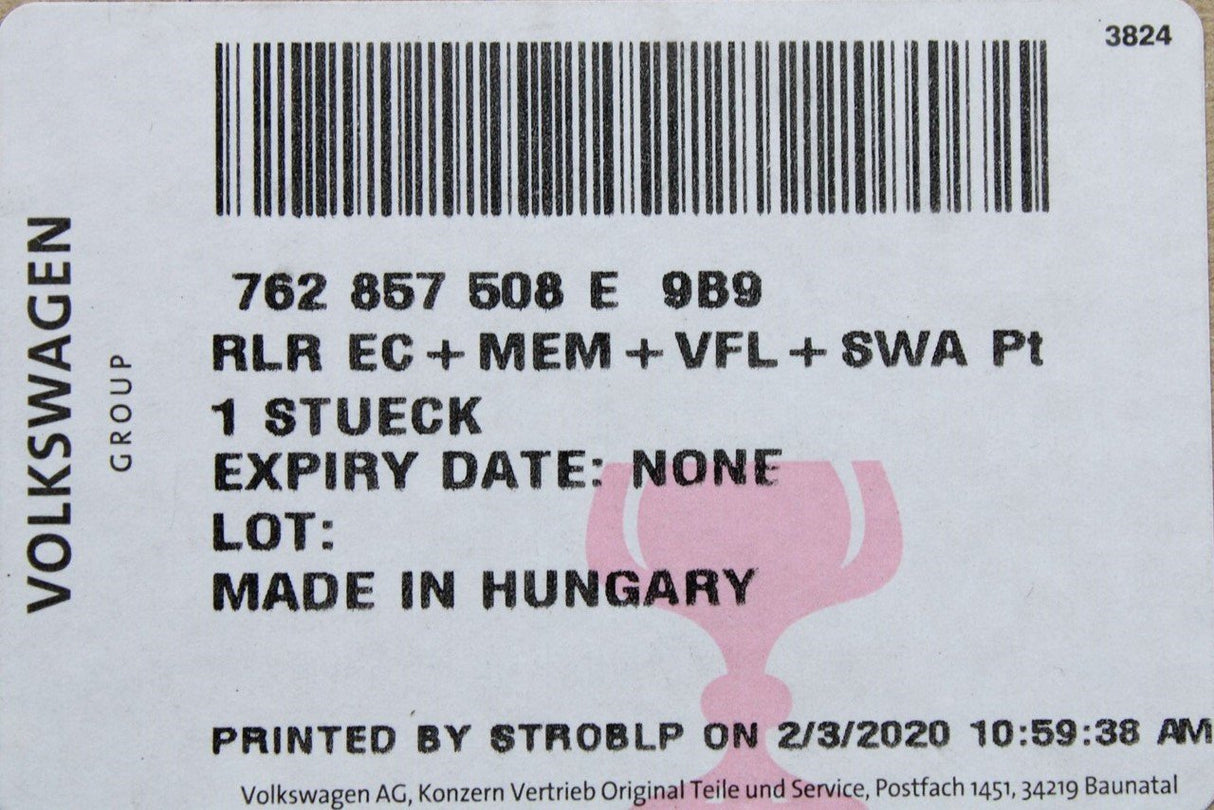 3824
VOLKSWAGEN
GROUP
762 857 508 E 9B9
RLR EC+MEM+VFL+SWA Pt
1 STUECK
EXPIRY DATE: NONE
LOT:
MADE IN HUNGARY
PRINTED BY STROBLP ON 2/3/2020 10:59:38 AM
Volkswagen AG, Konzern Vertrieb Original Teile und Service, Postfach 1451, 34219 Baunatal